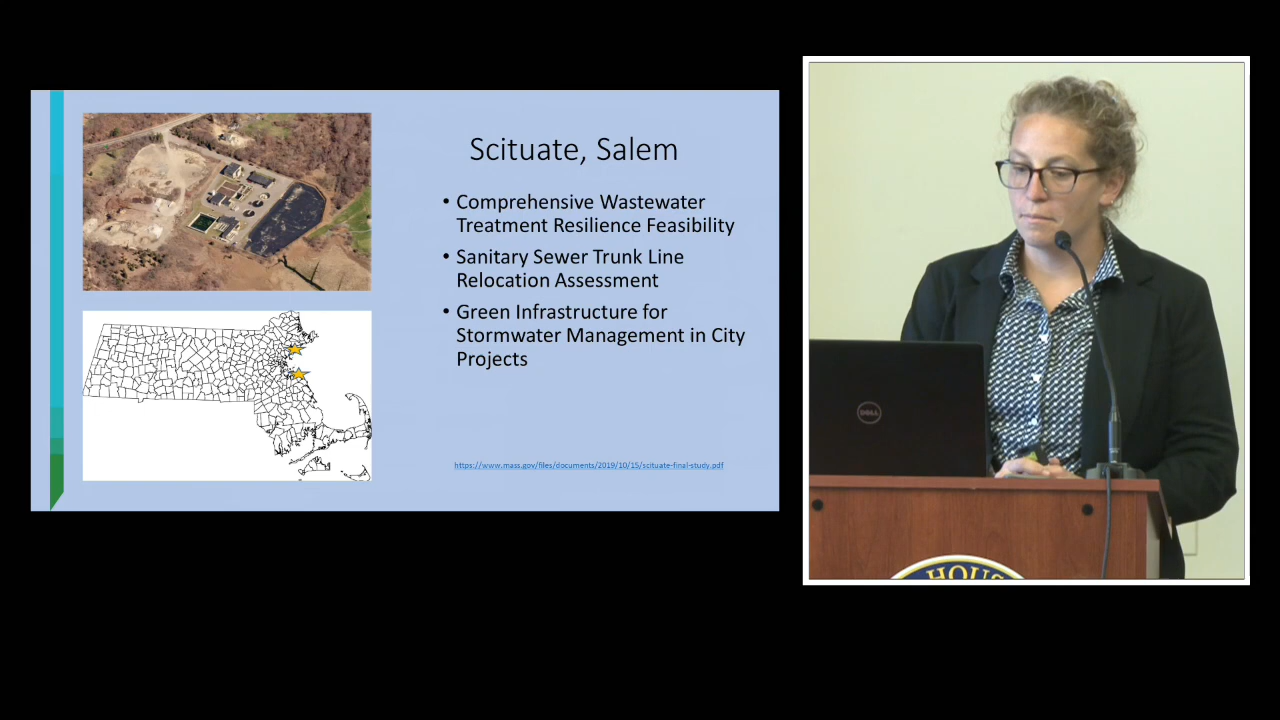 Scituate, Salem
• Comprehensive Wastewater
Treatment Resilience Feasibility
• Sanitary Sewer Trunk Line
Relocation Assessment
• Green Infrastructure for
Stormwater Management in City
Projects
https://www.mass.gov/files/documents/2019/10/15/scituate-final-study.pdf
DELL
HOUS